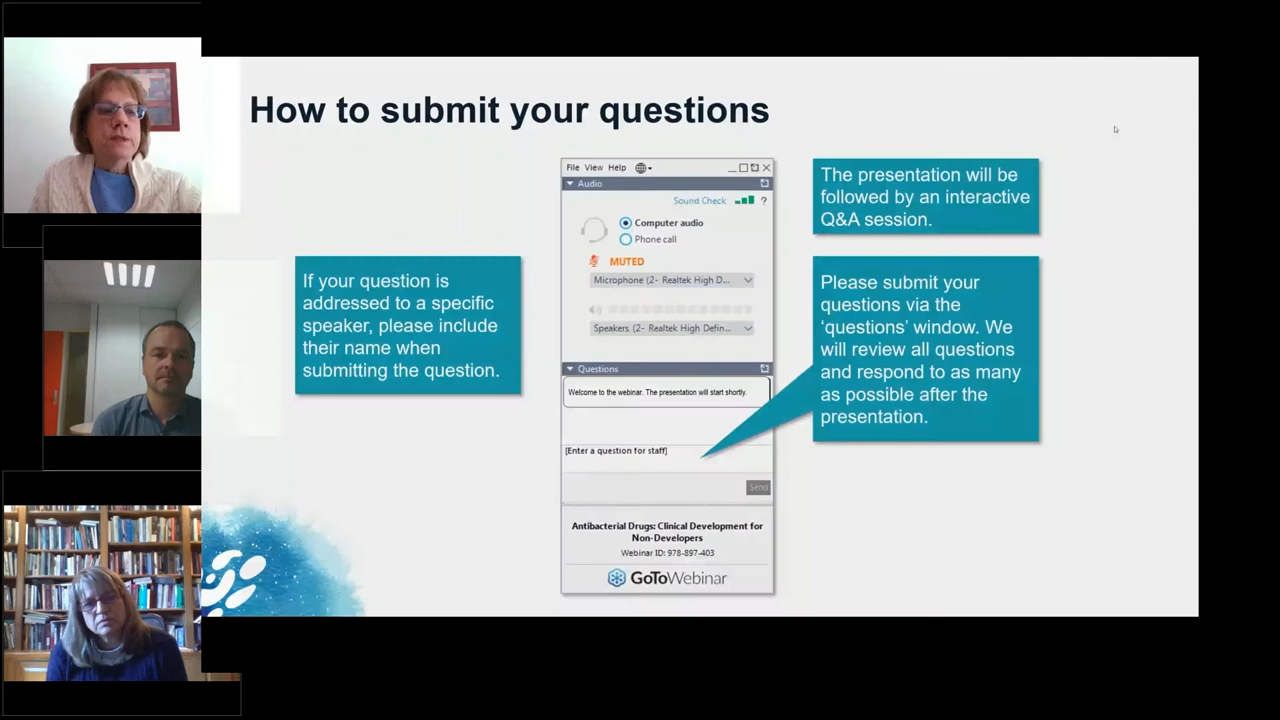 How to submit your questions
If your question is
addressed to a specific
speaker, please include
their name when
submitting the question.
File View Help
Audio
Sound Check
?
Computer audio
Phone call
MUTED
Microphone (2- Realtek High D...
Speakers (2- Realtek High Defin...
Questions
Welcome to the webinar. The presentation will start shortly.
[Enter a question for staff]
Send
Antibacterial Drugs: Clinical Development for
Non-Developers
Webinar ID: 978-897-403
GoToWebinar
The presentation will be
followed by an interactive
Q&A session.
Please submit your
questions via the
‘questions’ window. We
will review all questions
and respond to as many
as possible after the
presentation.